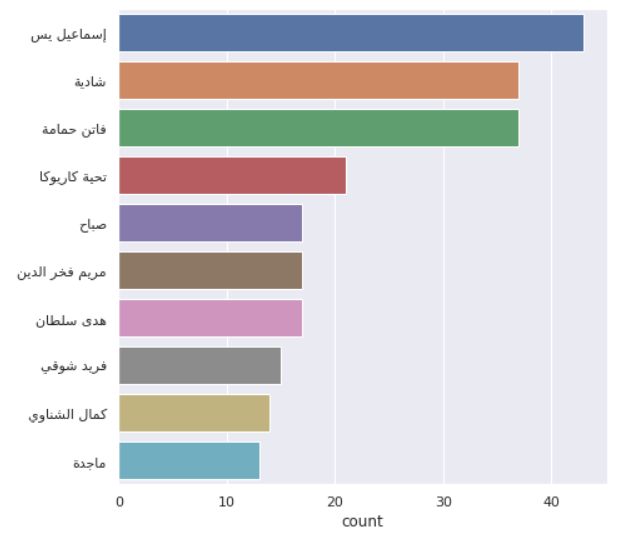 إسماعيل يس
شادية
فاتن حمامة
تحية كاريوكا
صباح
مريم فخر الدين
هدى سلطان
فريد شوقي
كمال الشناوي
ماجدة
0 10 20 30 40
count